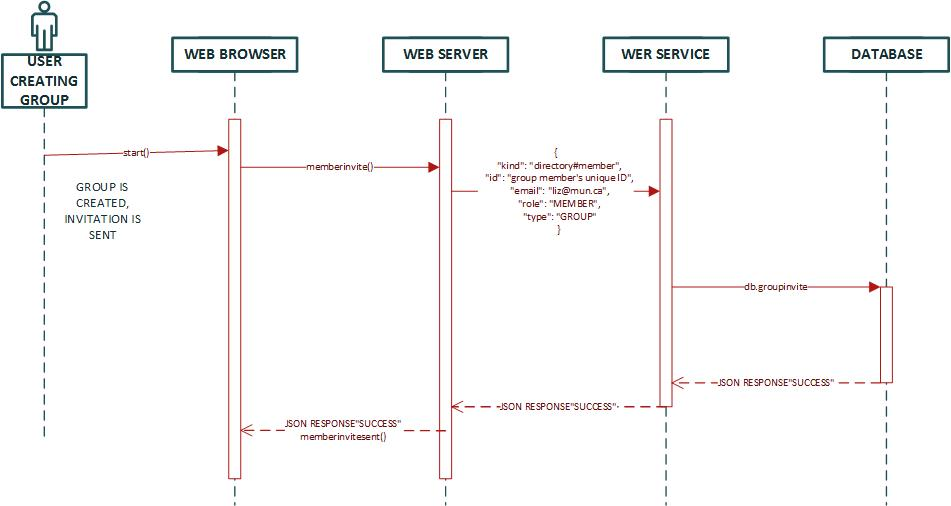 USER
CREATING
GROUP
WEB BROWSER
WEB SERVER
WER SERVICE
DATABASE
start()
memberinvite()
{
"kind": "directory#member",
"id": "group member's unique ID",
"email": "liz@mun.ca",
"role": "MEMBER",
"type": "GROUP"
}
GROUP IS
CREATED,
INVITATION IS
SENT
db.groupinvite
JSON RESPONSE"SUCCESS"
JSON RESPONSE"SUCCESS"
JSON RESPONSE"SUCCESS"
memberinvitesent()